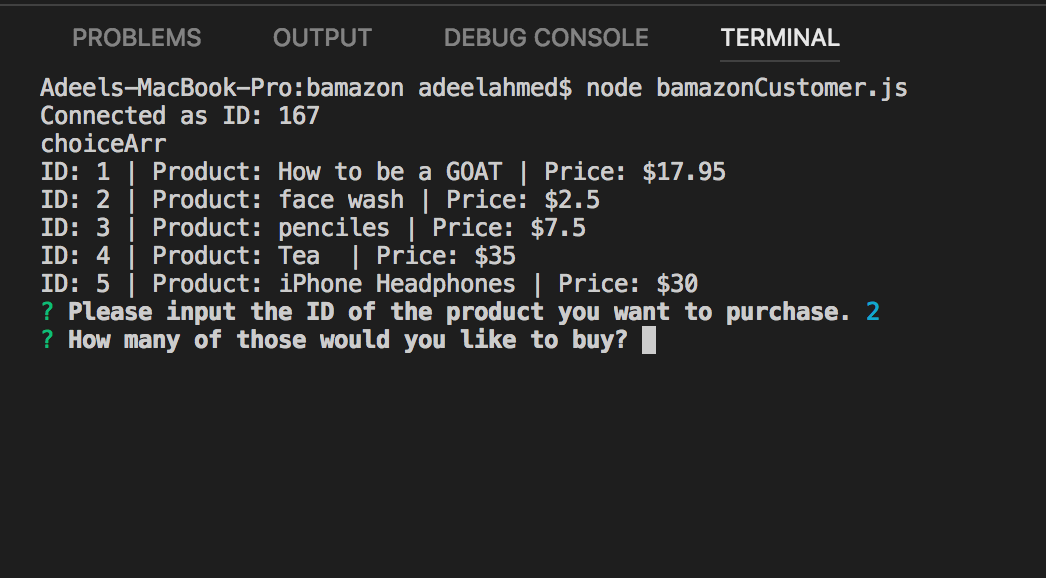 PROBLEMS OUTPUT DEBUG CONSOLE TERMINAL
Adeels-MacBook-Pro:bamazon adeelahmed$ node bamazonCustomer.js
Connected as ID: 167
choiceArr
ID: 1 | Product: How to be a GOAT | Price: $17.95
ID: 2 | Product: face wash | Price: $2.5
ID: 3 | Product: penciles | Price: $7.5
ID: 4 | Product: Tea  | Price: $35
ID: 5 | Product: iPhone Headphones | Price: $30
? Please input the ID of the product you want to purchase. 2
? How many of those would you like to buy?